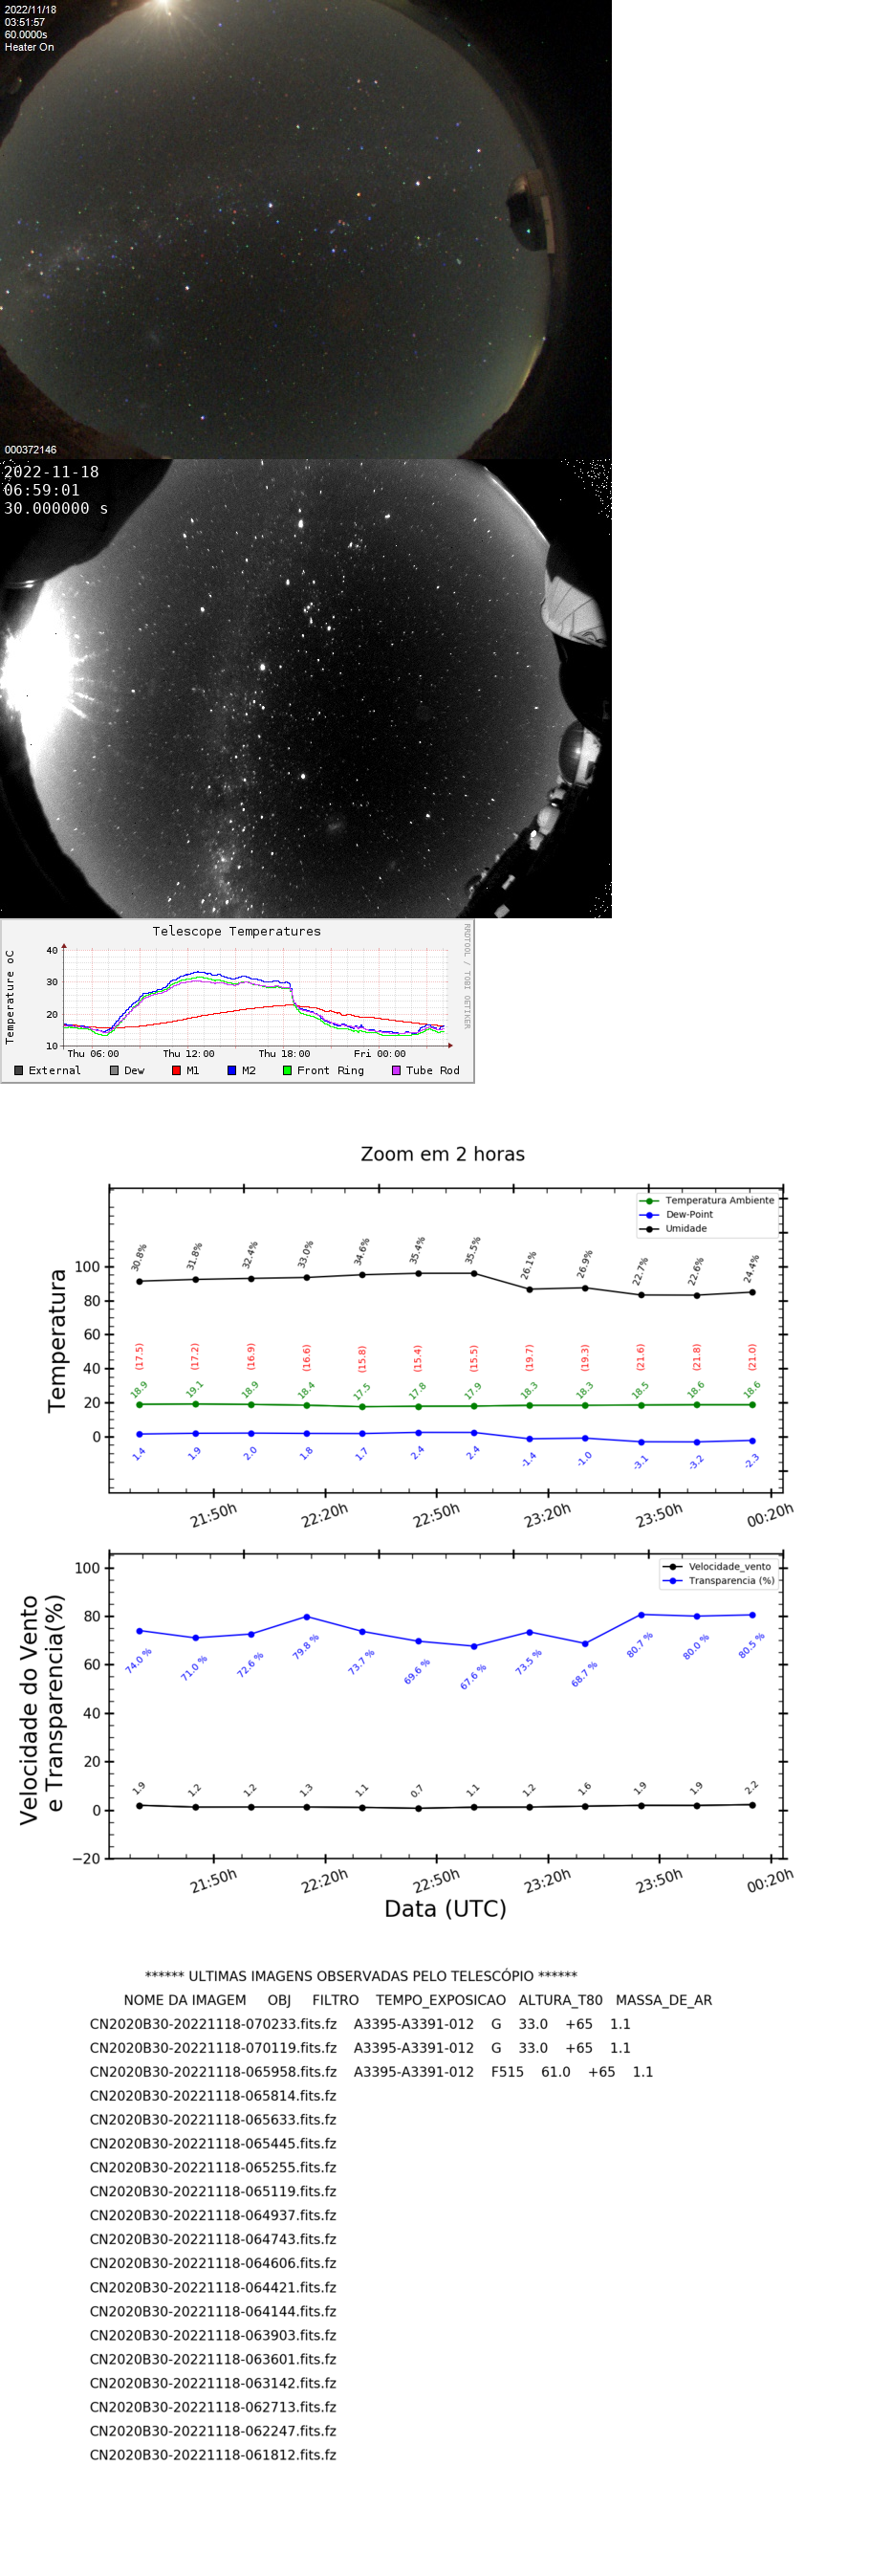 2022/11/18
03:51:57
60.0000s
Heater On
000372146
2022-11-18
06:59:01
30.000000 s
Telescope Temperatures
RRDTOOL / TOBI OETIKER
Temperature oC
40
30
20
10
Thu 06:00 Thu 12:00 Thu 18:00 Fri 00:00
External Dew M1 M2 Front Ring Tube Rod
Zoom em 2 horas
Temperatura Ambiente
Dew-Point
Umidade
Temperatura
100
80
60
40
20
0
30.8% 31.8% 32.4% 33.0% 34.6% 35.4% 35.5% 26.1% 26.9% 22.7% 22.6% 24.4%
(17.5) (17.2) (16.9) (16.6) (15.8) (15.4) (15.5) (19.7) (19.3) (21.6) (21.8) (21.0)
18.9 19.1 18.9 18.4 17.5 17.8 17.9 18.3 18.3 18.5 18.6 18.6
1.4 1.9 2.0 1.8 1.7 2.4 2.4 -1.4 -1.0 -3.1 -3.2 -2.3
21:50h 22:20h 22:50h 23:20h 23:50h 00:20h
Velocidade_vento
Transparencia (%)
Velocidade do Vento
e Transparencia(%)
100
80
60
40
20
0
−20
74.0 % 71.0 % 72.6 % 79.8 % 73.7 % 69.6 % 67.6 % 73.5 % 68.7 % 80.7 % 80.0 % 80.5 %
1.9 1.2 1.2 1.3 1.1 0.7 1.1 1.2 1.6 1.9 1.9 2.2
21:50h 22:20h 22:50h 23:20h 23:50h 00:20h
Data (UTC)
****** ULTIMAS IMAGENS OBSERVADAS PELO TELESCÓPIO ******
NOME DA IMAGEM OBJ FILTRO TEMPO_EXPOSICAO ALTURA_T80 MASSA_DE_AR
CN2020B30-20221118-070233.fits.fz A3395-A3391-012 G 33.0 +65 1.1
CN2020B30-20221118-070119.fits.fz A3395-A3391-012 G 33.0 +65 1.1
CN2020B30-20221118-065958.fits.fz A3395-A3391-012 F515 61.0 +65 1.1
CN2020B30-20221118-065814.fits.fz
CN2020B30-20221118-065633.fits.fz
CN2020B30-20221118-065445.fits.fz
CN2020B30-20221118-065255.fits.fz
CN2020B30-20221118-065119.fits.fz
CN2020B30-20221118-064937.fits.fz
CN2020B30-20221118-064743.fits.fz
CN2020B30-20221118-064606.fits.fz
CN2020B30-20221118-064421.fits.fz
CN2020B30-20221118-064144.fits.fz
CN2020B30-20221118-063903.fits.fz
CN2020B30-20221118-063601.fits.fz
CN2020B30-20221118-063142.fits.fz
CN2020B30-20221118-062713.fits.fz
CN2020B30-20221118-062247.fits.fz
CN2020B30-20221118-061812.fits.fz